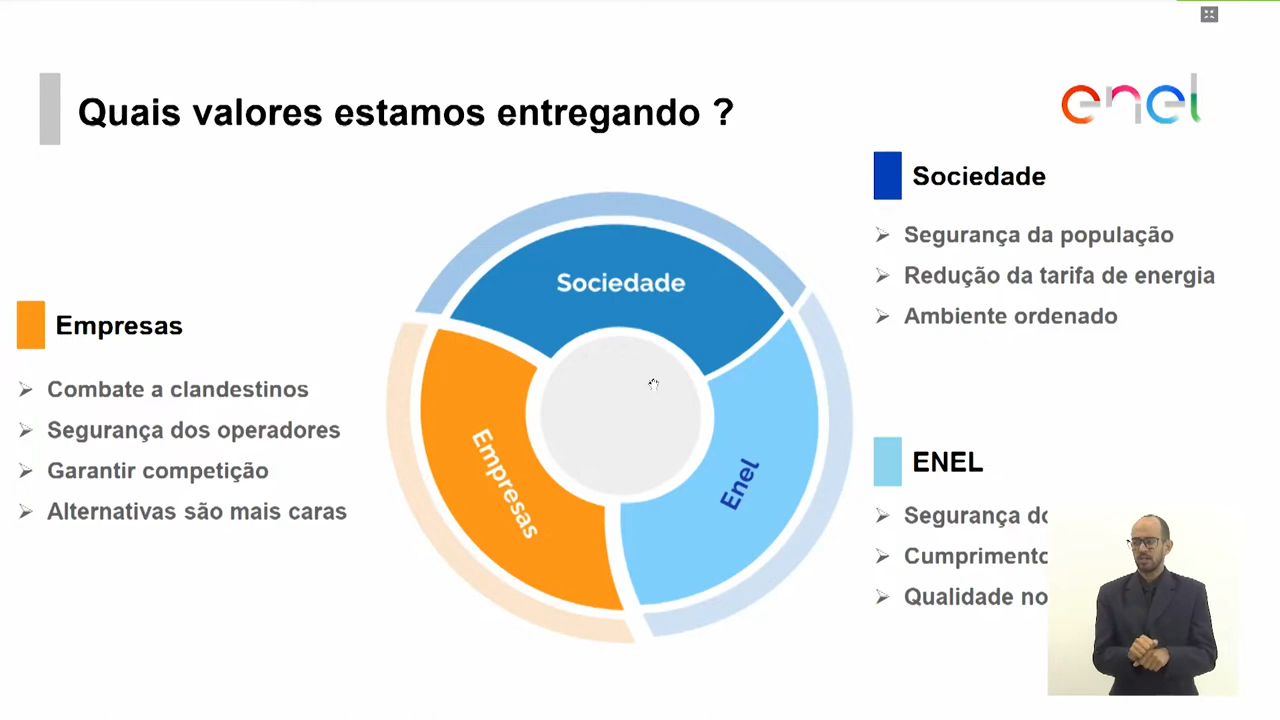 Quais valores estamos entregando ?
enel
Sociedade
Segurança da população
Redução da tarifa de energia
Ambiente ordenado
Empresas
Combate a clandestinos
Segurança dos operadores
Garantir competição
Alternativas são mais caras
Sociedade
Empresas
Enel
ENEL
Segurança
Cumprimento
Qualidade no